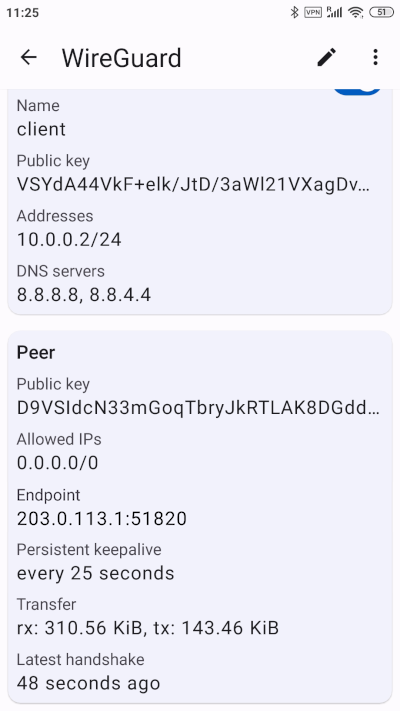 11:25
VPN
R
51
WireGuard
Name
client
Public key
VSYdA44VkF+elk/JtD/3aWl21VXagDv…
Addresses
10.0.0.2/24
DNS servers
8.8.8.8, 8.8.4.4
Peer
Public key
D9VSIdcN33mGoqTbryJkRTLAK8DGdd…
Allowed IPs
0.0.0.0/0
Endpoint
203.0.113.1:51820
Persistent keepalive
every 25 seconds
Transfer
rx: 310.56 KiB, tx: 143.46 KiB
Latest handshake
48 seconds ago